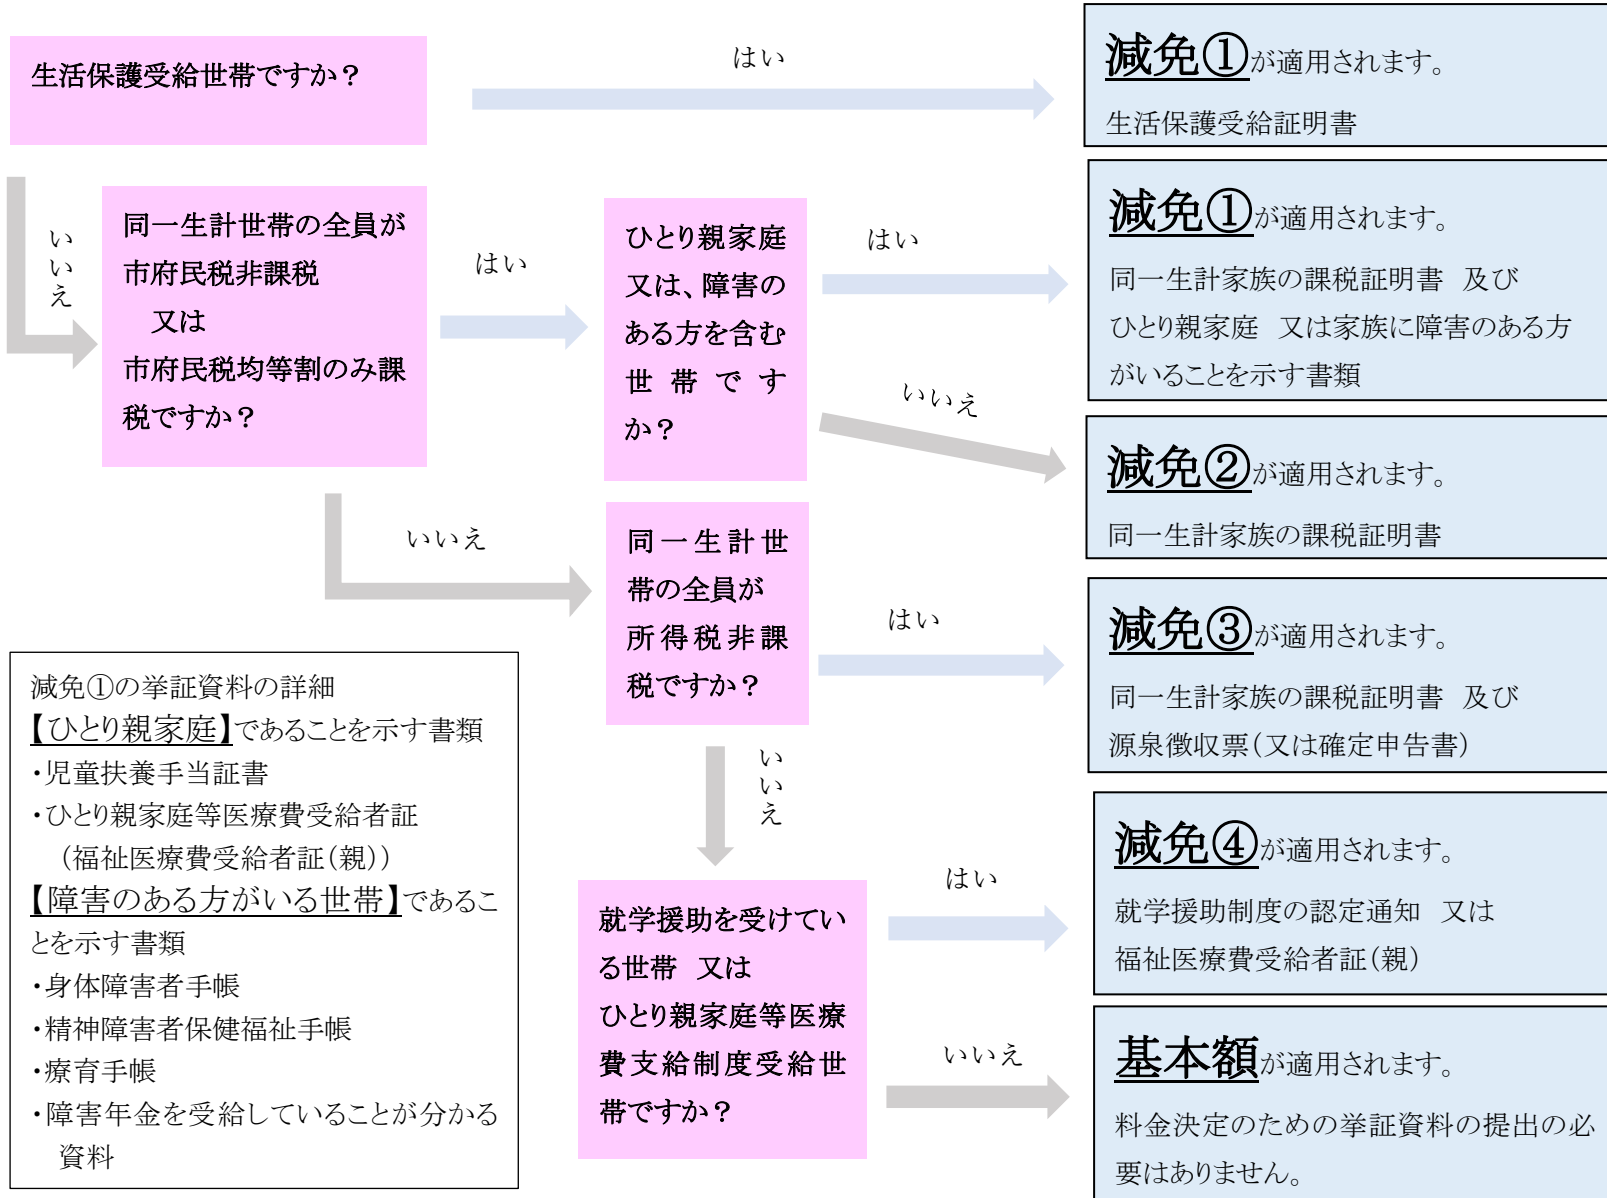 生活保護受給世帯ですか？
はい
減免①が適用されます。
生活保護受給証明書
いいえ
同一生計世帯の全員が
市府民税非課税
又は
市府民税均等割のみ課
税ですか？
はい
ひとり親家庭
又は、障害の
ある方を含む
世帯です
か？
はい
減免①が適用されます。
同一生計家族の課税証明書　及び
ひとり親家庭　又は家族に障害のある方
がいることを示す書類
いいえ
減免②が適用されます。
同一生計家族の課税証明書
いいえ
同一生計世
帯の全員が
所得税非課
税ですか？
はい
減免③が適用されます。
同一生計家族の課税証明書　及び
源泉徴収票（又は確定申告書）
いいえ
就学援助を受けてい
る世帯　又は
ひとり親家庭等医療
費支給制度受給世
帯ですか？
はい
減免④が適用されます。
就学援助制度の認定通知　又は
福祉医療費受給者証（親）
いいえ
基本額が適用されます。
料金決定のための挙証資料の提出の必
要はありません。
減免①の挙証資料の詳細
【ひとり親家庭】であることを示す書類
・児童扶養手当証書
・ひとり親家庭等医療費受給者証
（福祉医療費受給者証（親））
【障害のある方がいる世帯】であるこ
とを示す書類
・身体障害者手帳
・精神障害者保健福祉手帳
・療育手帳
・障害年金を受給していることが分かる
資料